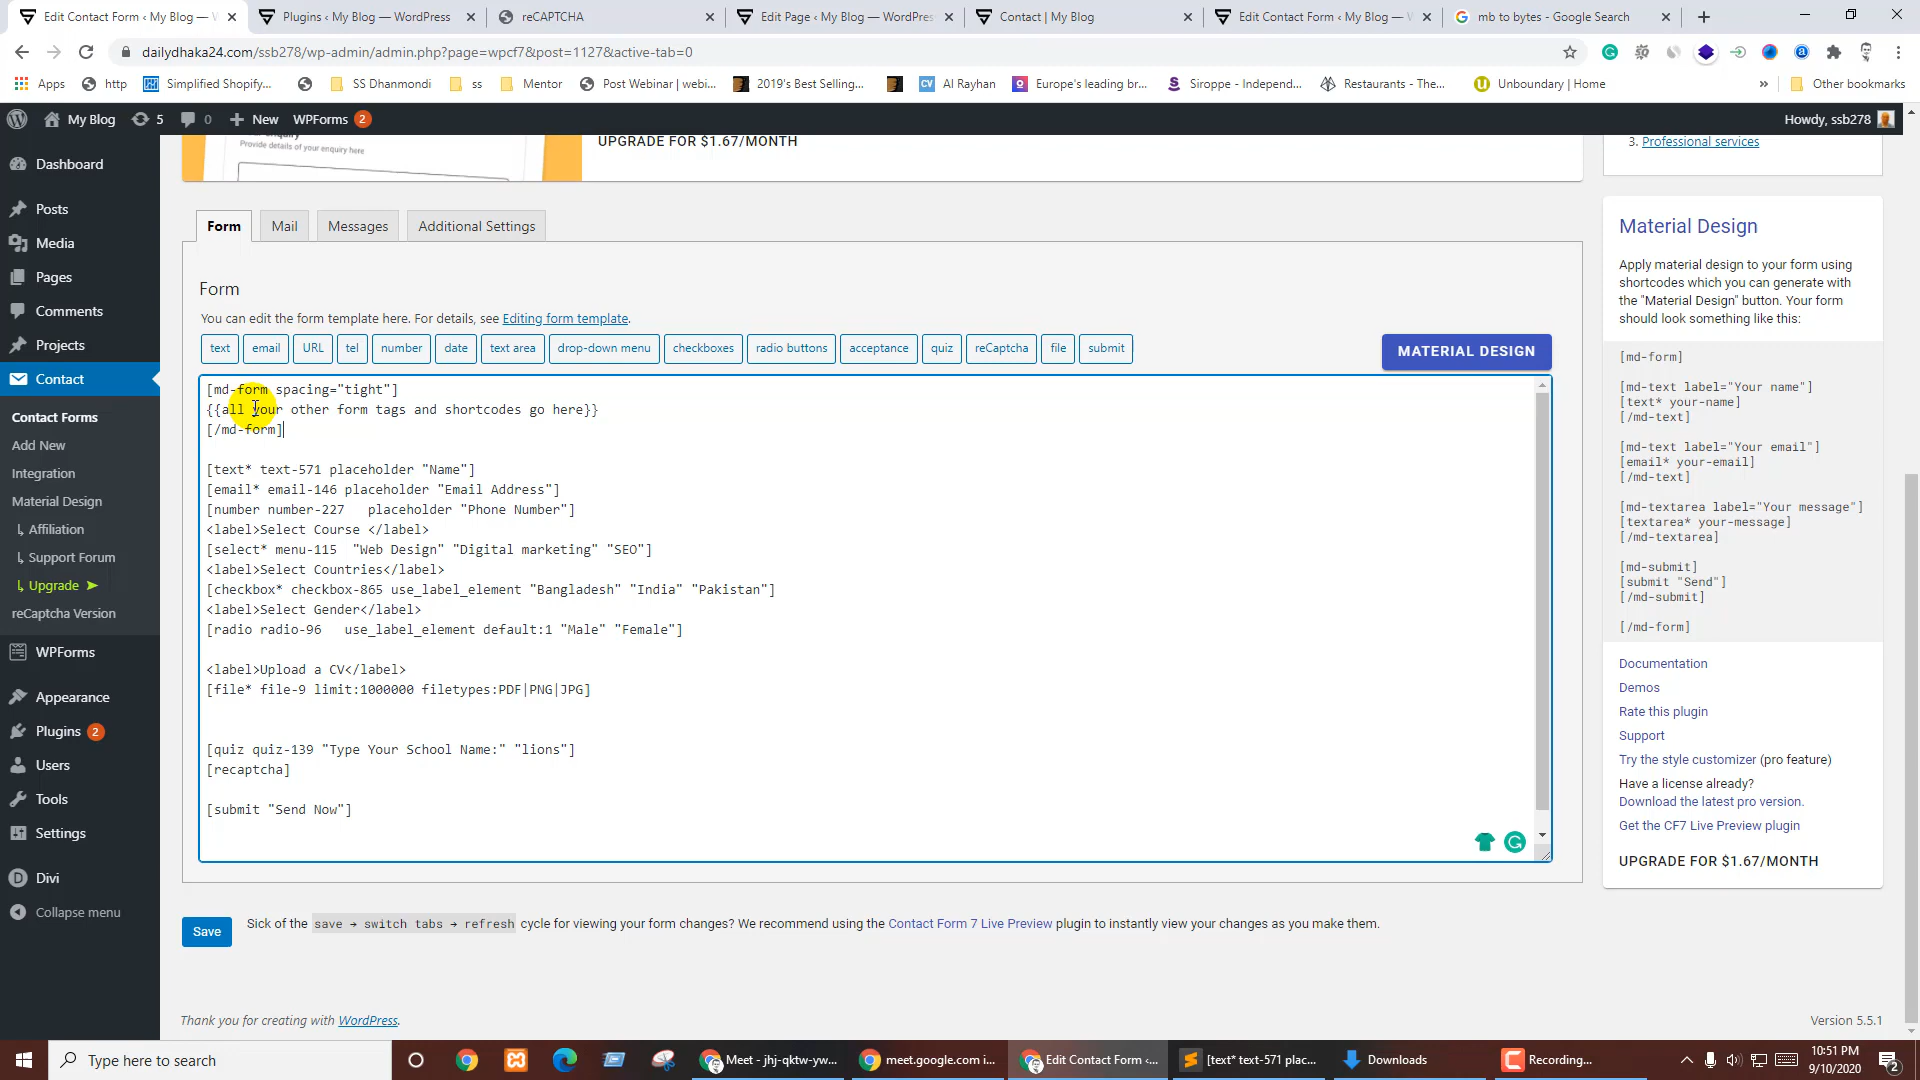 Edit Contact Form ‹ My Blog — W
Plugins ‹ My Blog — WordPress
reCAPTCHA
Edit Page ‹ My Blog — WordPres
Contact | My Blog
Edit Contact Form ‹ My Blog — W
mb to bytes - Google Search
dailydhaka24.com/ssb278/wp-admin/admin.php?page=wpcf7&post=1127&active-tab=0
Apps
http
Simplified Shopify...
SS Dhanmondi
ss
Mentor
Post Webinar | webi...
2019's Best Selling...
Al Rayhan
Europe's leading br...
Siroppe - Independ...
Restaurants - The...
Unboundary | Home
»
Other bookmarks
My Blog
5
0
New
WPForms 2
Howdy, ssb278
Dashboard
Posts
Media
Pages
Comments
Projects
Contact
Contact Forms
Add New
Integration
Material Design
↳ Affiliation
↳ Support Forum
↳ Upgrade ➤
reCaptcha Version
WPForms
Appearance
Plugins 2
Users
Tools
Settings
Divi
Collapse menu
Provide details of your enquiry here
UPGRADE FOR $1.67/MONTH
3. Professional services
Form
Mail
Messages
Additional Settings
Form
You can edit the form template here. For details, see Editing form template.
text
email
URL
tel
number
date
text area
drop-down menu
checkboxes
radio buttons
acceptance
quiz
reCaptcha
file
submit
MATERIAL DESIGN
[md-form spacing="tight"]
{{all your other form tags and shortcodes go here}}
[/md-form]
[text* text-571 placeholder "Name"]
[email* email-146 placeholder "Email Address"]
[number number-227   placeholder "Phone Number"]
<label>Select Course </label>
[select* menu-115  "Web Design" "Digital marketing" "SEO"]
<label>Select Countries</label>
[checkbox* checkbox-865 use_label_element "Bangladesh" "India" "Pakistan"]
<label>Select Gender</label>
[radio radio-96   use_label_element default:1 "Male" "Female"]
<label>Upload a CV</label>
[file* file-9 limit:1000000 filetypes:PDF|PNG|JPG]
[quiz quiz-139 "Type Your School Name:" "lions"]
[recaptcha]
[submit "Send Now"]
Save
Sick of the save → switch tabs → refresh cycle for viewing your form changes? We recommend using the Contact Form 7 Live Preview plugin to instantly view your changes as you make them.
Thank you for creating with WordPress.
Version 5.5.1
Material Design
Apply material design to your form using
shortcodes which you can generate with
the "Material Design" button. Your form
should look something like this:
[md-form]
[md-text label="Your name"]
[text* your-name]
[/md-text]
[md-text label="Your email"]
[email* your-email]
[/md-text]
[md-textarea label="Your message"]
[textarea* your-message]
[/md-textarea]
[md-submit]
[submit "Send"]
[/md-submit]
[/md-form]
Documentation
Demos
Rate this plugin
Support
Try the style customizer (pro feature)
Have a license already?
Download the latest pro version.
Get the CF7 Live Preview plugin
UPGRADE FOR $1.67/MONTH
Type here to search
Meet - jhj-qktw-yw...
meet.google.com i...
Edit Contact Form ‹...
[text* text-571 plac...
Downloads
Recording...
10:51 PM
9/10/2020
2